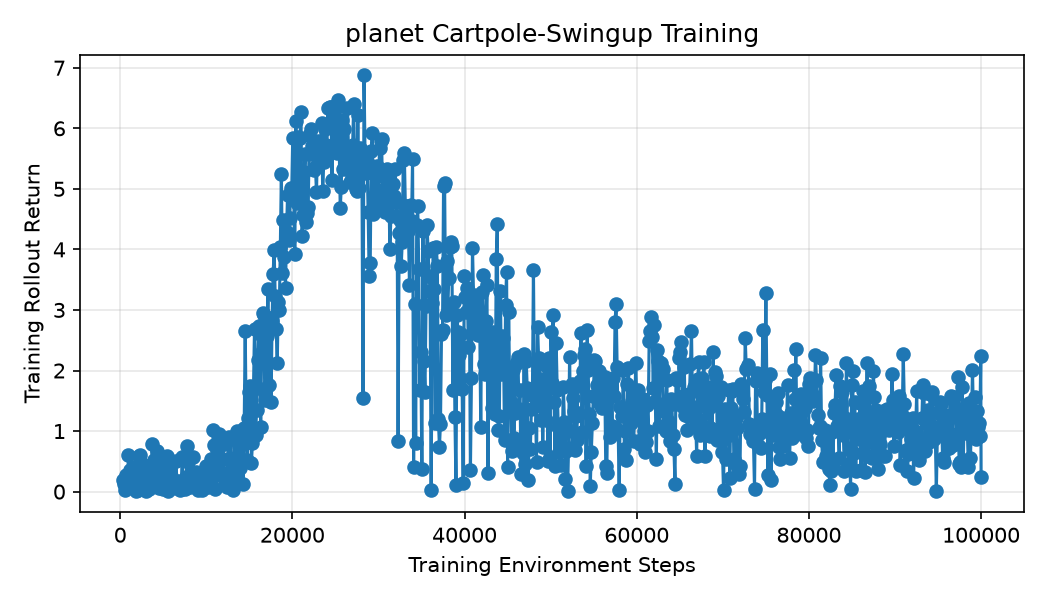 planet Cartpole-Swingup Training
Training Rollout Return
7
6
5
4
3
2
1
0
0 20000 40000 60000 80000 100000
Training Environment Steps